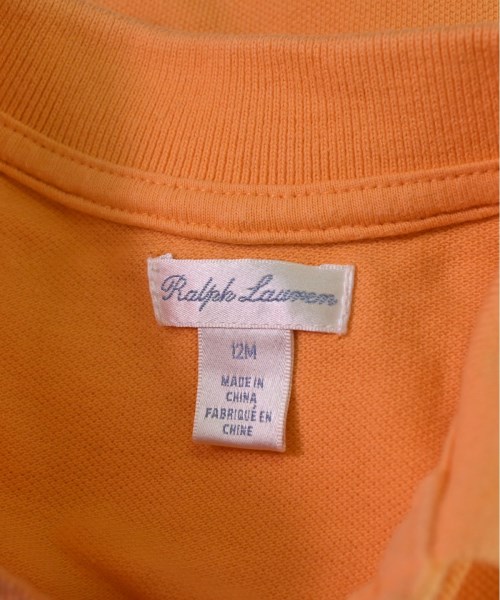 Ralph Lauren
12M
MADE IN
CHINA
FABRIQUÉ EN
CHINE